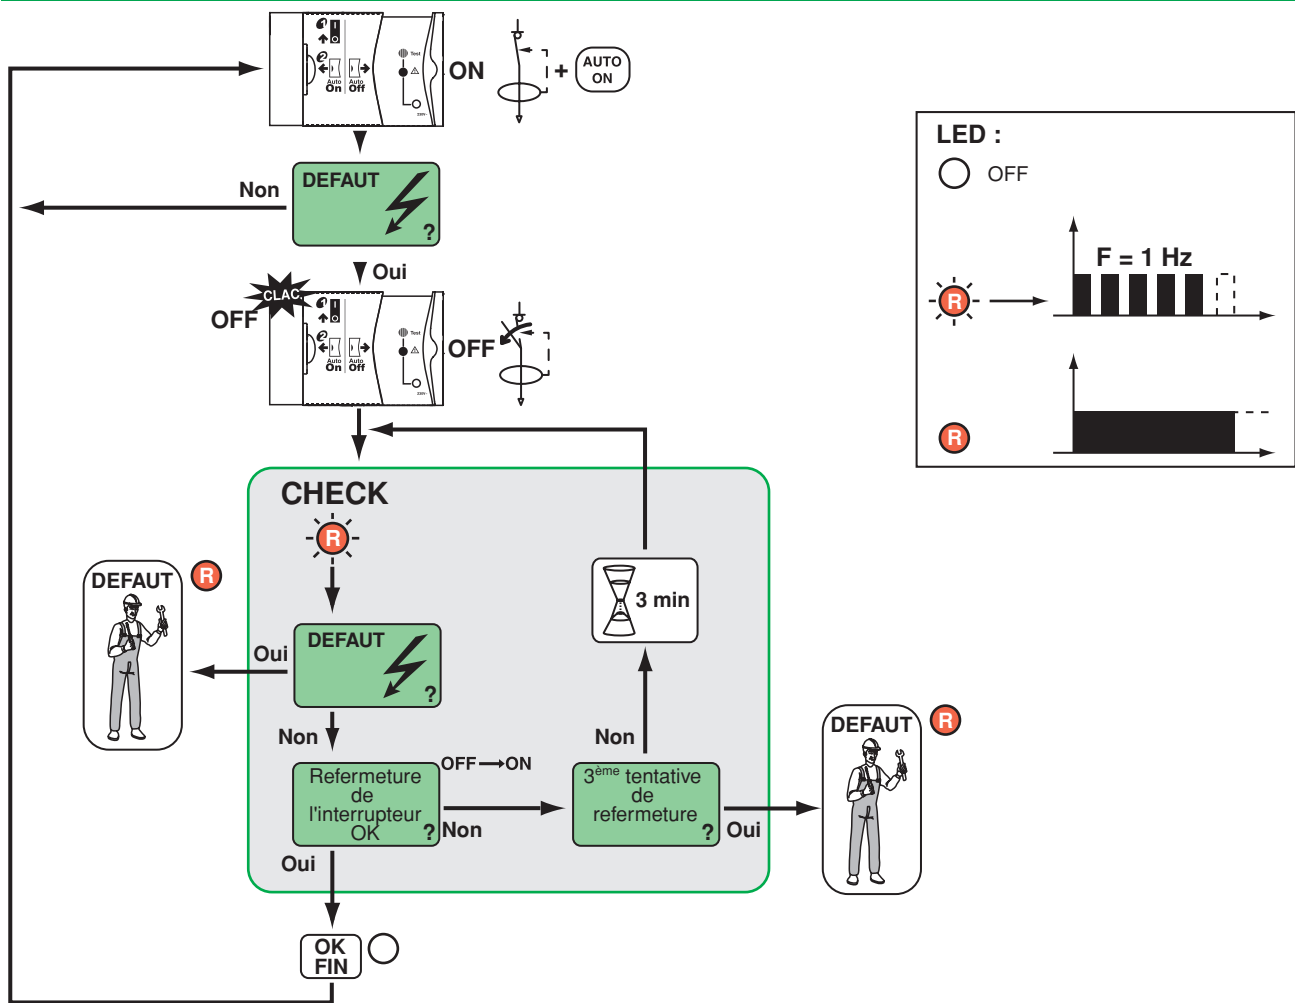 Test
Auto
On
Auto
Off
230V~
ON
+
AUTO
ON
LED :
OFF
F = 1 Hz
R
R
Non
DEFAUT
?
Oui
CLAC
OFF
Test
Auto
On
Auto
Off
230V~
OFF
CHECK
R
DEFAUT
R
3 min
DEFAUT
?
Oui
Non
Non
DEFAUT
R
OFF→ON
Refermeture
de
l'interrupteur
OK
?
Non
3ème tentative
de
refermeture
?
Oui
Oui
OK
FIN